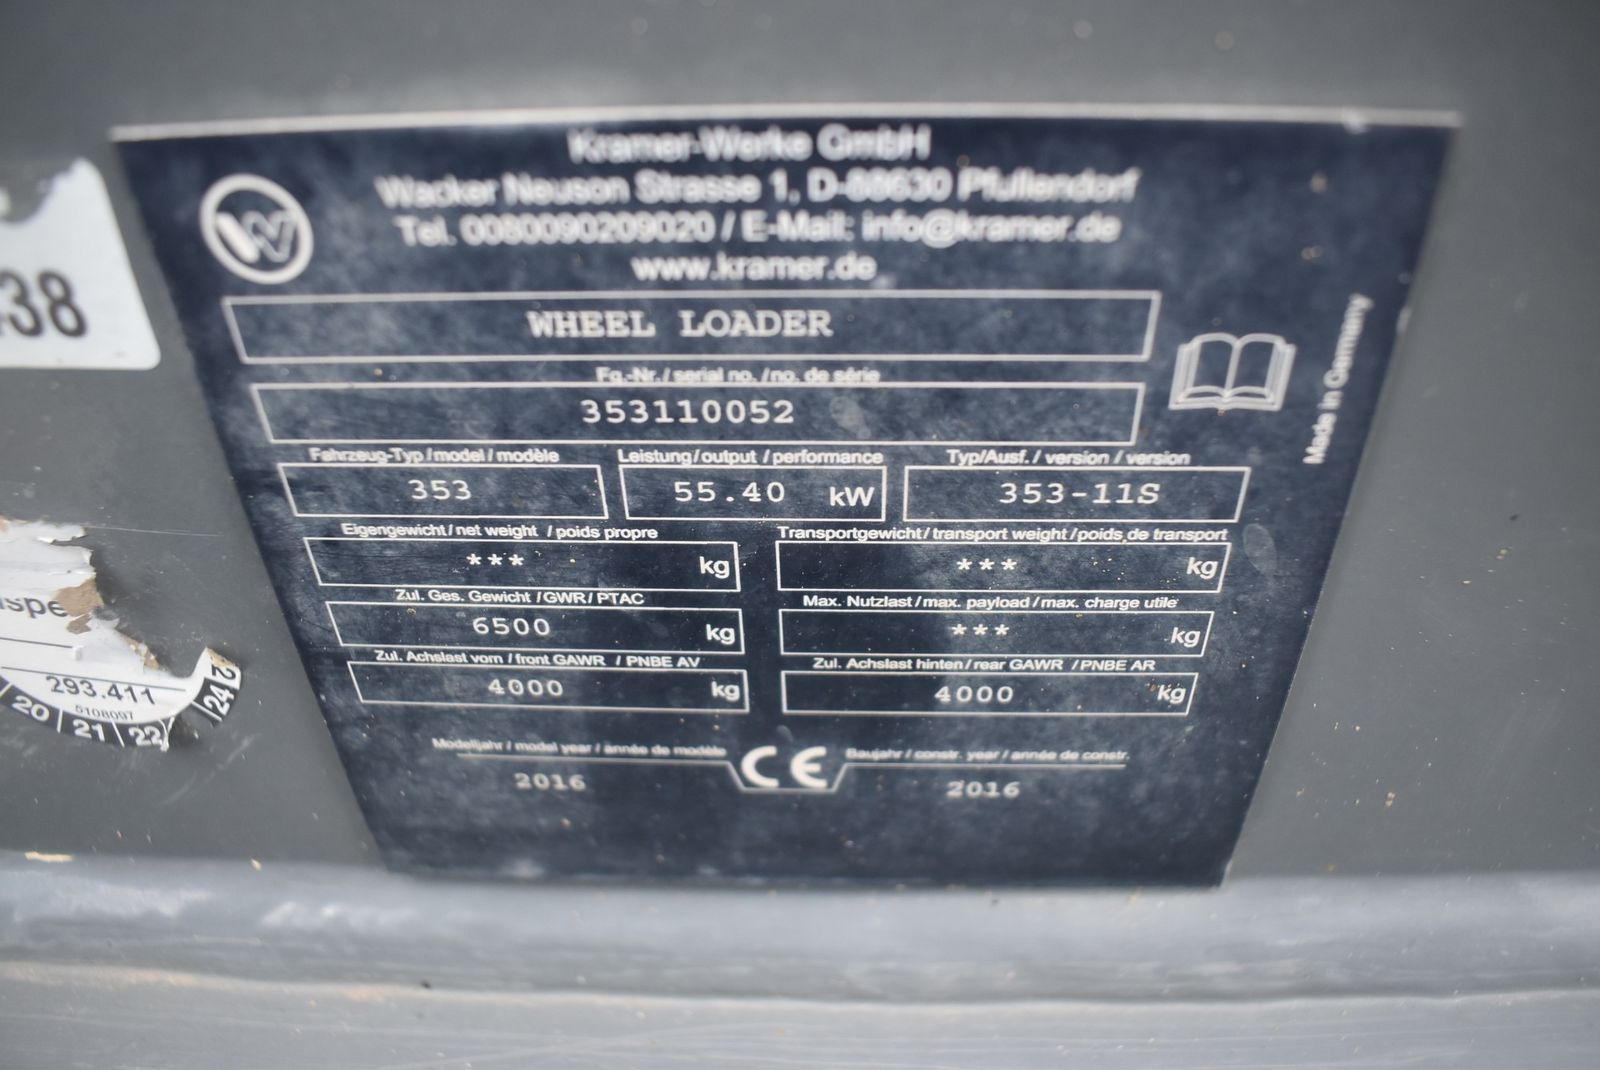 Kramer-Werke GmbH
Wacker Neuson Strasse 1, D-88630 Pfullendorf
Tel. 0080090209020 / E-Mail: info@kramer.de
www.kramer.de
W
WHEEL LOADER
Fg.-Nr. / serial no. / no. de série
353110052
Fahrzeug-Typ / model / modèle Leistung / output / performance Typ/Ausf. / version / version
353 55.40 kW 353-11S
Eigengewicht / net weight / poids propre Transportgewicht / transport weight / poids de transport
*** kg *** kg
Zul. Ges. Gewicht / GWR / PTAC Max. Nutzlast / max. payload / max. charge utile
6500 kg *** kg
Zul. Achslast vorn / front GAWR / PNBE AV Zul. Achslast hinten / rear GAWR / PNBE AR
4000 kg 4000 kg
Modelljahr / model year / année de modèle CE Baujahr / constr. year / année de constr.
2016 2016
Made in Germany
38
293.411
5108097
20 21 22 24